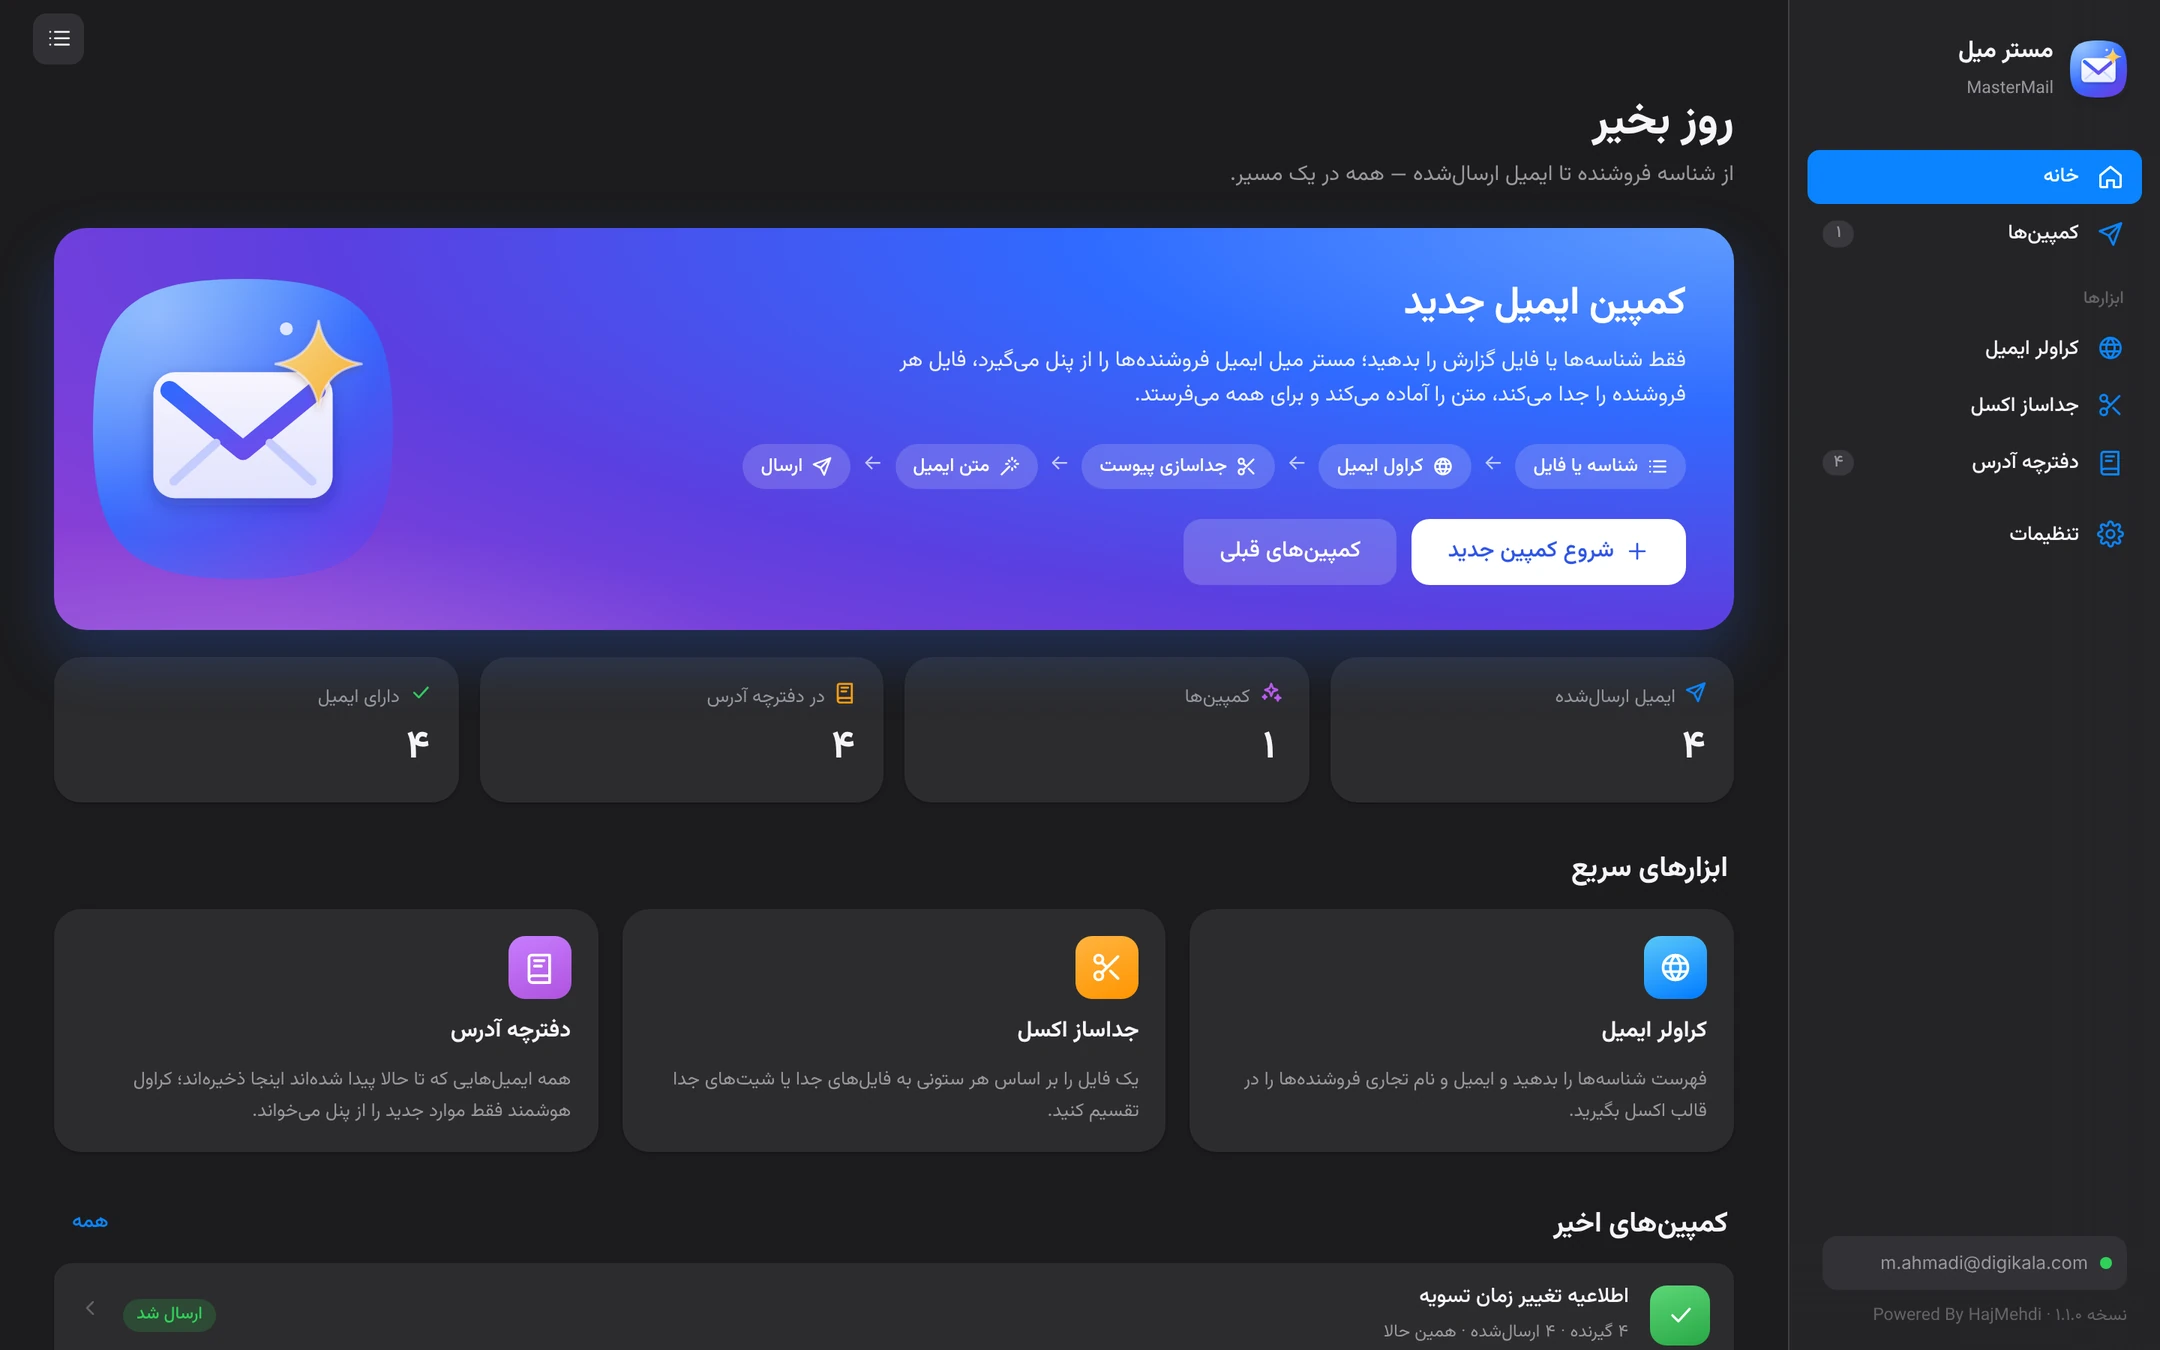 مستر میل
MasterMail
خانه
کمپین‌ها
۱
ابزارها
کراولر ایمیل
جداساز اکسل
دفترچه آدرس
۴
تنظیمات
m.ahmadi@digikala.com
نسخه ۱.۱.۰ · Powered By HajMehdi
روز بخیر
از شناسه فروشنده تا ایمیل ارسال‌شده — همه در یک مسیر.
کمپین ایمیل جدید
فقط شناسه‌ها یا فایل گزارش را بدهید؛ مستر میل ایمیل فروشنده‌ها را از پنل می‌گیرد، فایل هر
فروشنده را جدا می‌کند، متن را آماده می‌کند و برای همه می‌فرستد.
شناسه یا فایل ← کراول ایمیل ← جداسازی پیوست ← متن ایمیل ← ارسال
+ شروع کمپین جدید
کمپین‌های قبلی
ایمیل ارسال‌شده
۴
کمپین‌ها
۱
در دفترچه آدرس
۴
دارای ایمیل
۴
ابزارهای سریع
کراولر ایمیل
فهرست شناسه‌ها را بدهید و ایمیل و نام تجاری فروشنده‌ها را در
قالب اکسل بگیرید.
جداساز اکسل
یک فایل را بر اساس هر ستونی به فایل‌های جدا یا شیت‌های جدا
تقسیم کنید.
دفترچه آدرس
همه ایمیل‌هایی که تا حالا پیدا شده‌اند اینجا ذخیره‌اند؛ کراول
هوشمند فقط موارد جدید را از پنل می‌خواند.
کمپین‌های اخیر
همه
اطلاعیه تغییر زمان تسویه
۴ گیرنده · ۴ ارسال‌شده · همین حالا
ارسال شد